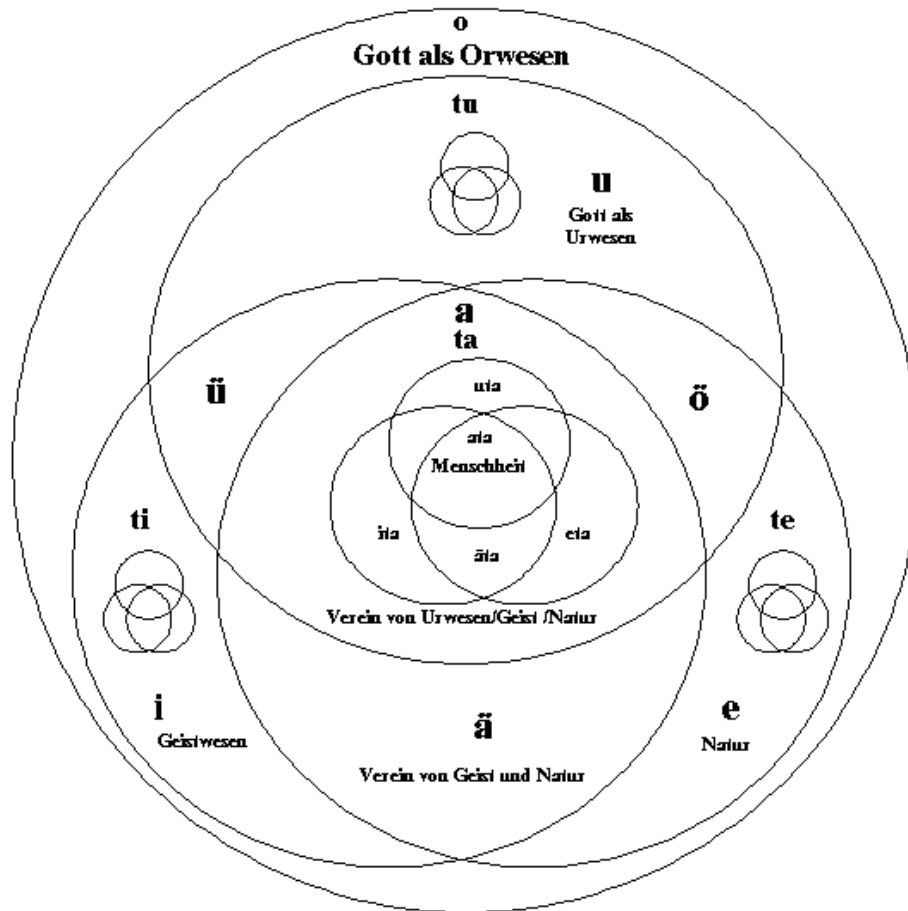 o
Gott als Orwesen
tu
u
Gott als
Urwesen
a
ta
ü
ö
uta
ata
Menschheit
ti
te
ita
eta
äta
Verein von Urwesen/Geist /Natur
i
ä
e
Geistwesen
Natur
Verein von Geist und Natur